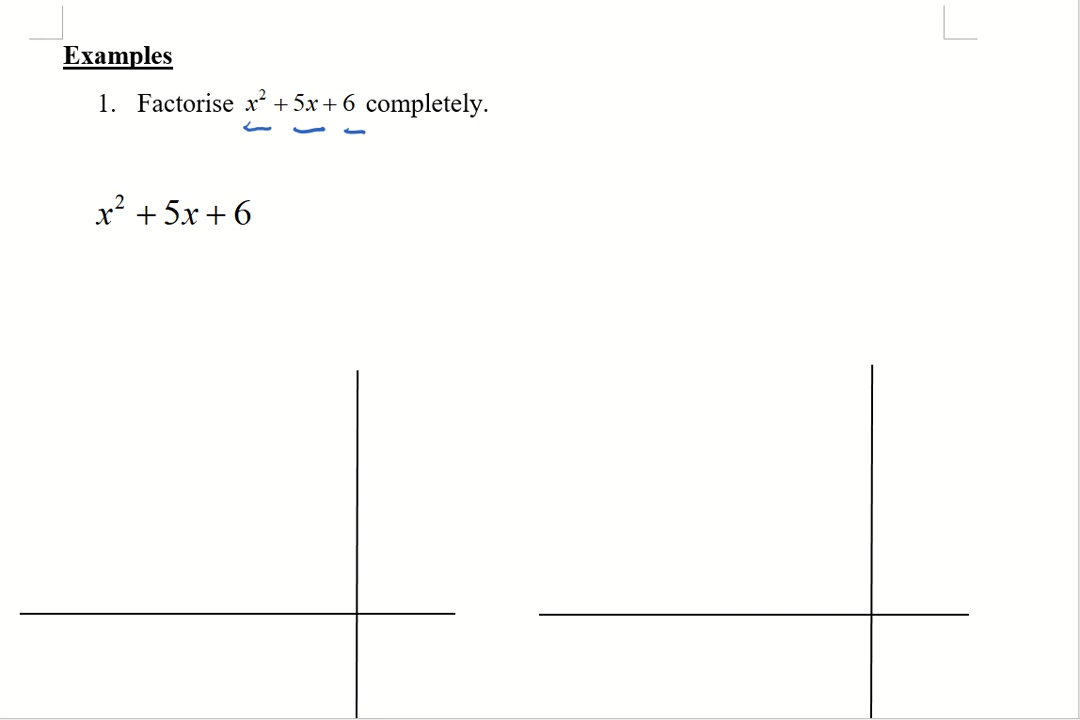 Examples
1. Factorise x² + 5x + 6 completely.
x² + 5x + 6